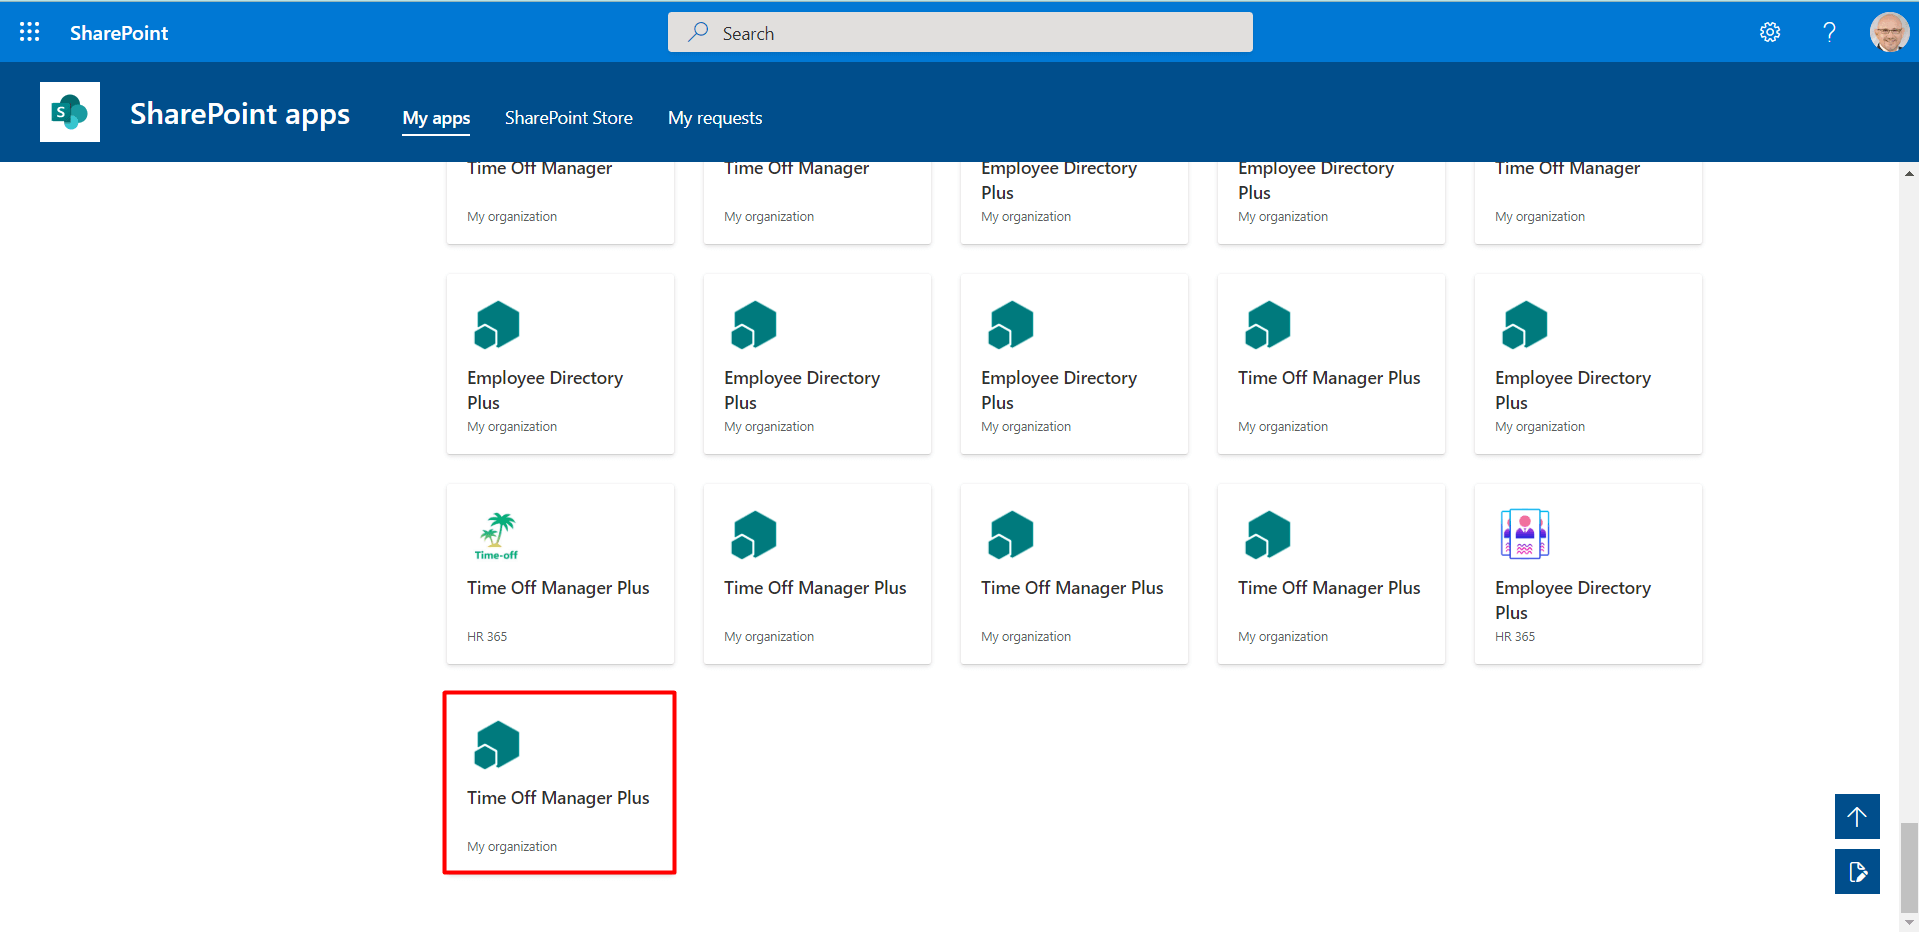 SharePoint
Search
?
S
SharePoint apps
My apps
SharePoint Store
My requests
Time Off Manager
My organization
Time Off Manager
My organization
Employee Directory
Plus
My organization
Employee Directory
Plus
My organization
Time Off Manager
My organization
Employee Directory
Plus
My organization
Employee Directory
Plus
My organization
Employee Directory
Plus
My organization
Time Off Manager Plus
My organization
Employee Directory
Plus
My organization
Time-off
Time Off Manager Plus
HR 365
Time Off Manager Plus
My organization
Time Off Manager Plus
My organization
Time Off Manager Plus
My organization
Employee Directory
Plus
HR 365
Time Off Manager Plus
My organization